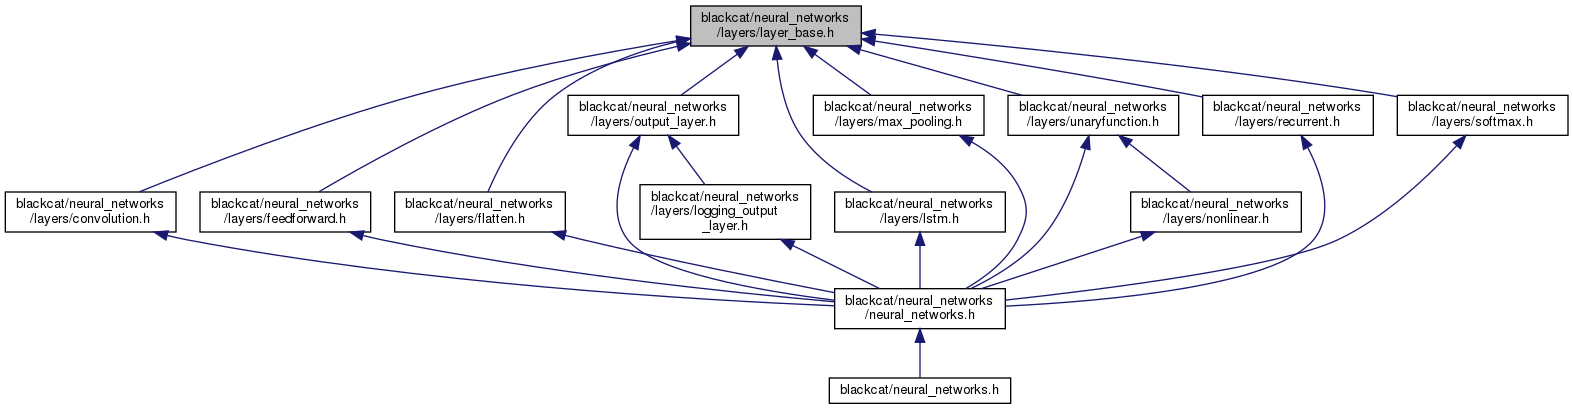 blackcat/neural_networks
/layers/layer_base.h
blackcat/neural_networks
/layers/output_layer.h
blackcat/neural_networks
/layers/max_pooling.h
blackcat/neural_networks
/layers/unaryfunction.h
blackcat/neural_networks
/layers/recurrent.h
blackcat/neural_networks
/layers/softmax.h
blackcat/neural_networks
/layers/convolution.h
blackcat/neural_networks
/layers/feedforward.h
blackcat/neural_networks
/layers/flatten.h
blackcat/neural_networks
/layers/logging_output
_layer.h
blackcat/neural_networks
/layers/lstm.h
blackcat/neural_networks
/layers/nonlinear.h
blackcat/neural_networks
/neural_networks.h
blackcat/neural_networks.h